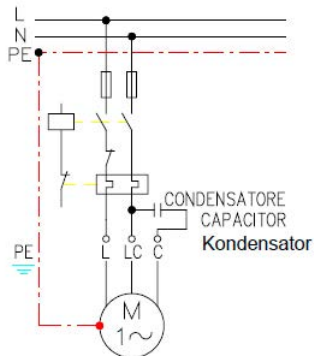 L
N
PE
CONDENSATORE
CAPACITOR
Kondensator
PE
L LC C
M
1~